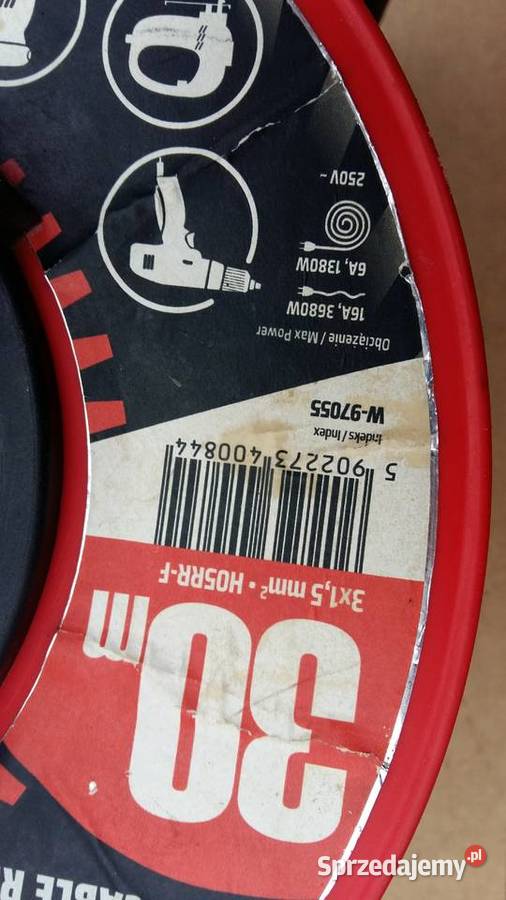 CABLE R
30m
3x1,5 mm² • H05RR-F
5 902273 400844
Indeks / Index
W-97055
Obciążenie / Max Power
16A, 3680W
6A, 1380W
250V ~
Sprzedajemy.pl